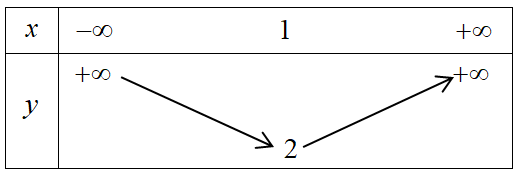 x −∞ 1 +∞
+∞ +∞
y
2